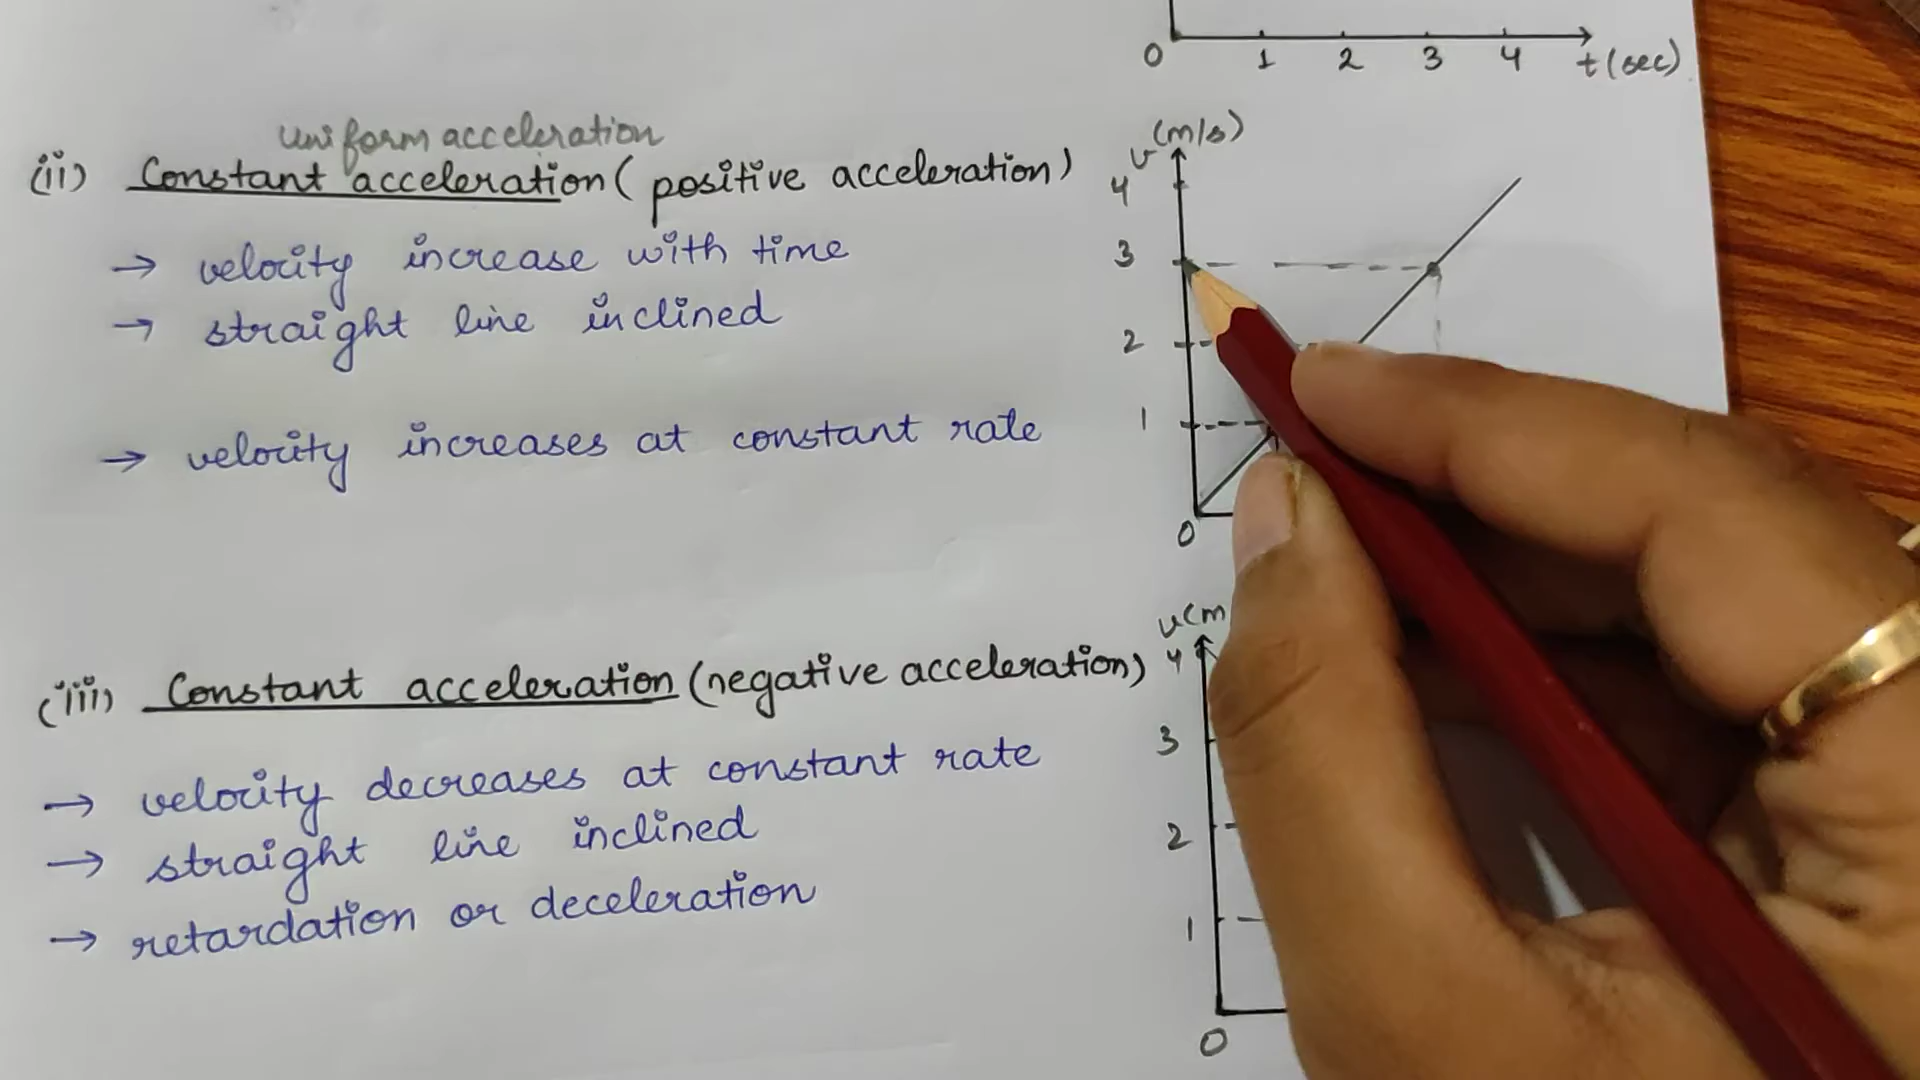 0 1 2 3 4 t (sec)
uniform acceleration
(ii) Constant acceleration ( positive acceleration)
→ velocity increase with time
→ straight line inclined
→ velocity increases at constant rate
v (m/s)
4
3
2
1
0
(iii) Constant acceleration (negative acceleration)
→ velocity decreases at constant rate
→ straight line inclined
→ retardation or deceleration
v(m
4
3
2
1
0